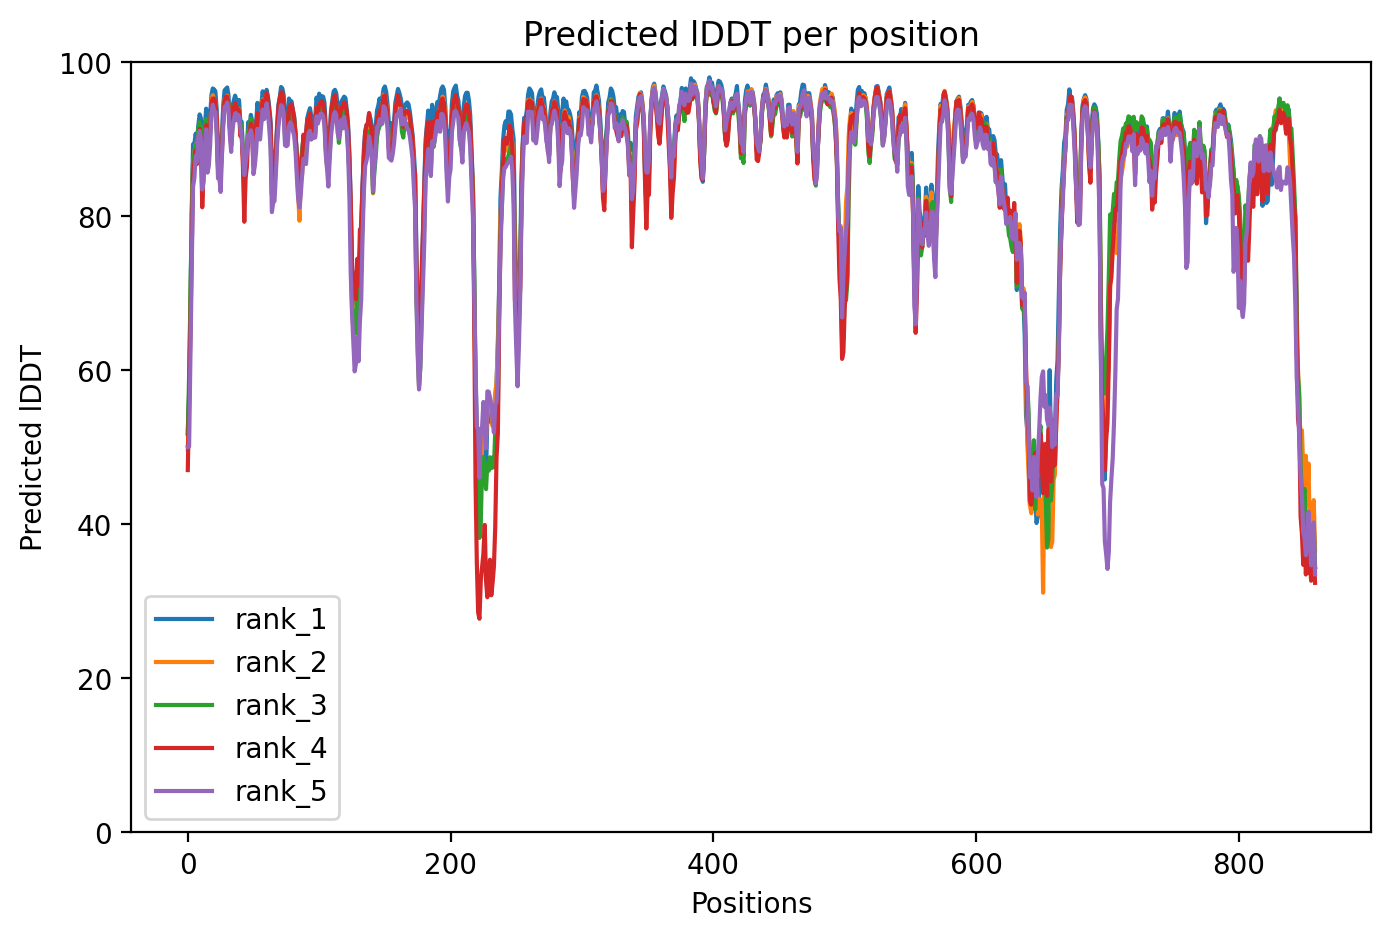 Predicted lDDT per position
100
80
60
40
20
0
Predicted lDDT
rank_1
rank_2
rank_3
rank_4
rank_5
0 200 400 600 800
Positions